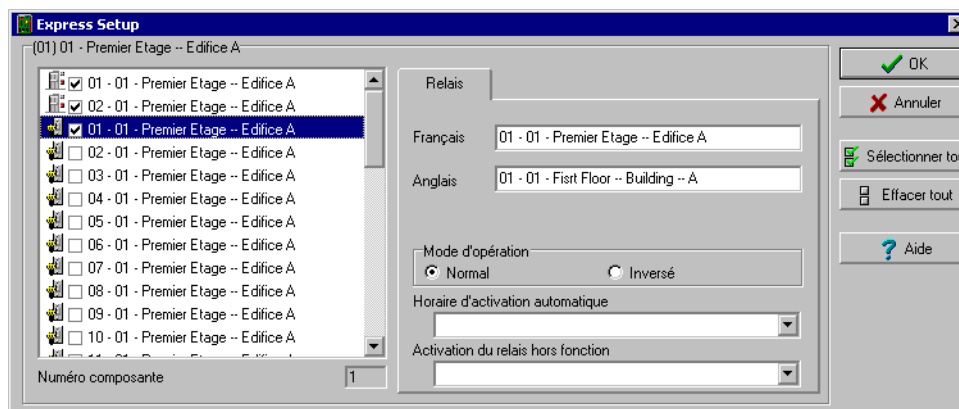 Express Setup
(01) 01 - Premier Etage -- Edifice A
01 - 01 - Premier Etage -- Edifice A
02 - 01 - Premier Etage -- Edifice A
01 - 01 - Premier Etage -- Edifice A
02 - 01 - Premier Etage -- Edifice A
03 - 01 - Premier Etage -- Edifice A
04 - 01 - Premier Etage -- Edifice A
05 - 01 - Premier Etage -- Edifice A
06 - 01 - Premier Etage -- Edifice A
07 - 01 - Premier Etage -- Edifice A
08 - 01 - Premier Etage -- Edifice A
09 - 01 - Premier Etage -- Edifice A
10 - 01 - Premier Etage -- Edifice A
Numéro composante 1
Relais
Français 01 - 01 - Premier Etage -- Edifice A
Anglais 01 - 01 - Fisrt Floor -- Building -- A
Mode d'opération
Normal Inversé
Horaire d'activation automatique
Activation du relais hors fonction
OK
Annuler
Sélectionner to
Effacer tout
Aide